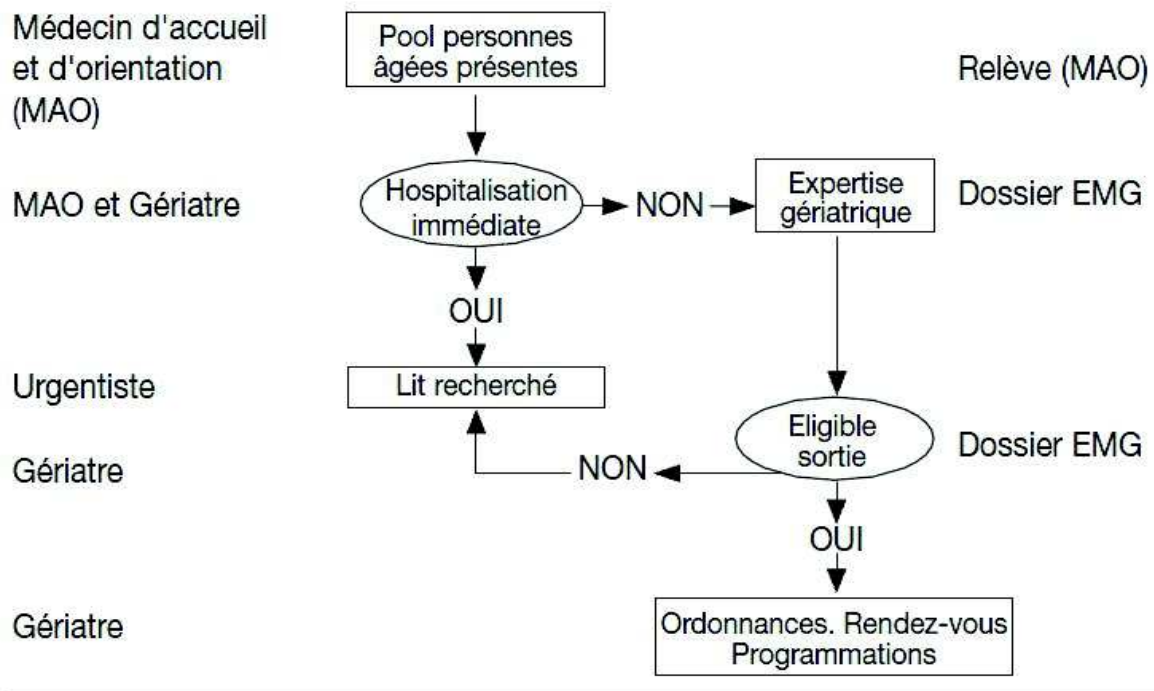 Médecin d'accueil
et d'orientation
(MAO)
Pool personnes
âgées présentes
Relève (MAO)
MAO et Gériatre
Hospitalisation
immédiate
NON
Expertise
gériatrique
Dossier EMG
OUI
Urgentiste
Lit recherché
Eligible
sortie
Dossier EMG
Gériatre
NON
OUI
Gériatre
Ordonnances. Rendez-vous
Programmations